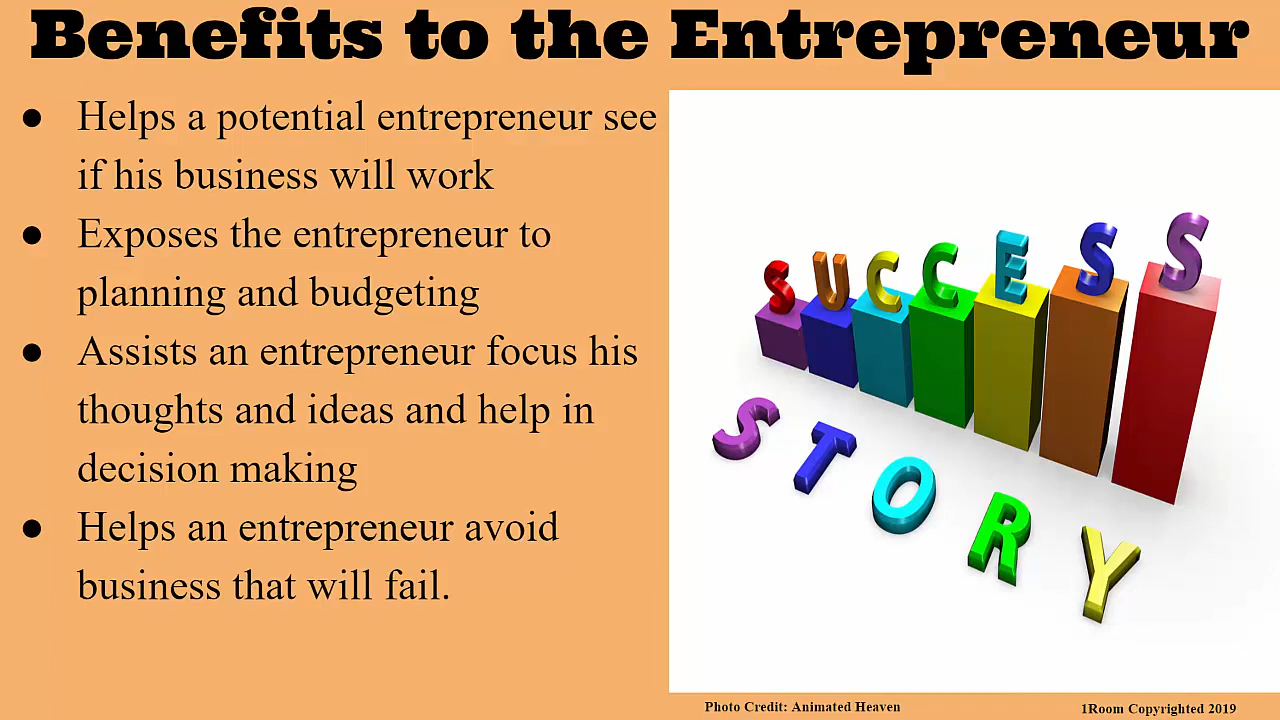 Benefits to the Entrepreneur
● Helps a potential entrepreneur see
if his business will work
● Exposes the entrepreneur to
planning and budgeting
● Assists an entrepreneur focus his
thoughts and ideas and help in
decision making
● Helps an entrepreneur avoid
business that will fail.
SUCCESS
STORY
Photo Credit: Animated Heaven
1Room Copyrighted 2019